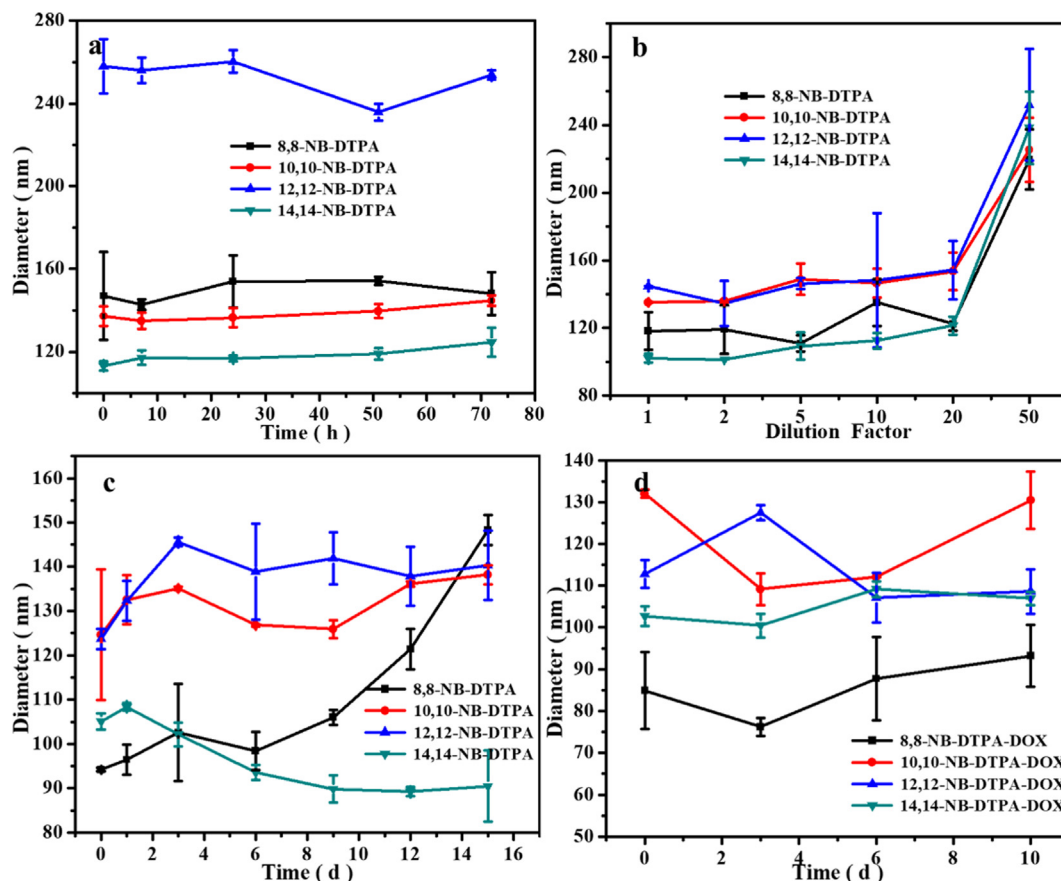 a
280
240
200
160
120
Diameter ( nm)
8,8-NB-DTPA
10,10-NB-DTPA
12,12-NB-DTPA
14,14-NB-DTPA
0 10 20 30 40 50 60 70 80
Time ( h )
b
280
240
200
160
120
80
Diameter ( nm)
8,8-NB-DTPA
10,10-NB-DTPA
12,12-NB-DTPA
14,14-NB-DTPA
1 2 5 10 20 50
Dilution Factor
c
160
150
140
130
120
110
100
90
80
Diameter ( nm)
8,8-NB-DTPA
10,10-NB-DTPA
12,12-NB-DTPA
14,14-NB-DTPA
0 2 4 6 8 10 12 14 16
Time ( d )
d
140
130
120
110
100
90
80
70
60
50
Diameter ( nm)
8,8-NB-DTPA-DOX
10,10-NB-DTPA-DOX
12,12-NB-DTPA-DOX
14,14-NB-DTPA-DOX
0 2 4 6 8 10
Time ( d )